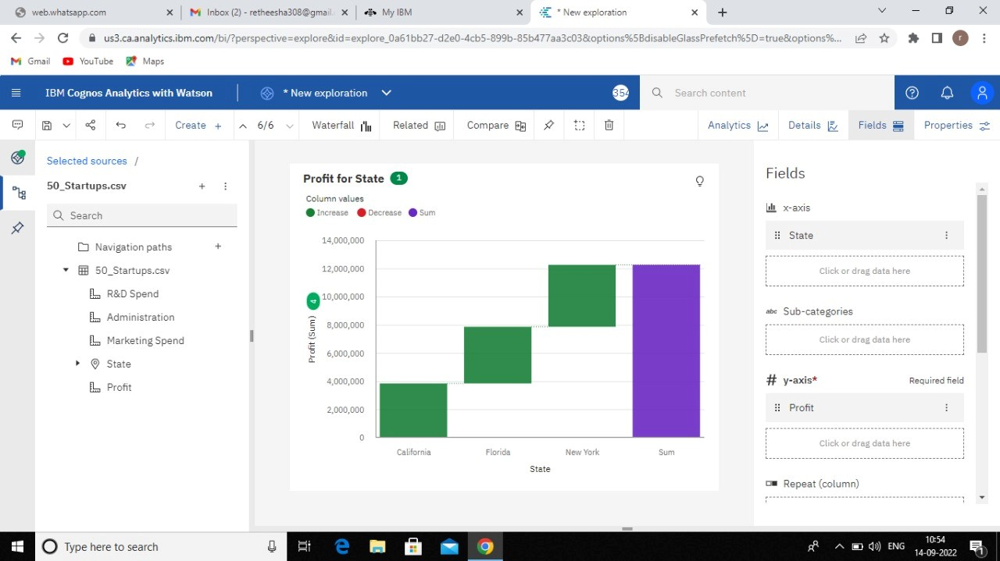 web.whatsapp.com
Inbox (2) - retheesha308@gmail.
My IBM
* New exploration
us3.ca.analytics.ibm.com/bi/?perspective=explore&id=explore_0a61bb27-d2e0-4cb5-899b-85b477aa3c03&options%5BdisableGlassPrefetch%5D=true&options%...
r
Gmail YouTube Maps
IBM Cognos Analytics with Watson
* New exploration
354
Search content
Create + 6/6 Waterfall Related Compare Analytics Details Fields Properties
Selected sources /
50_Startups.csv
Search
Navigation paths
50_Startups.csv
R&D Spend
Administration
Marketing Spend
State
Profit
Profit for State 1
Column values
Increase Decrease Sum
14,000,000
12,000,000
10,000,000
8,000,000
6,000,000
4,000,000
2,000,000
0
Profit (Sum) 4
California Florida New York Sum
State
Fields
x-axis
State
Click or drag data here
abc Sub-categories
Click or drag data here
# y-axis* Required field
Profit
Click or drag data here
Repeat (column)
Type here to search
ENG
10:54
14-09-2022
1